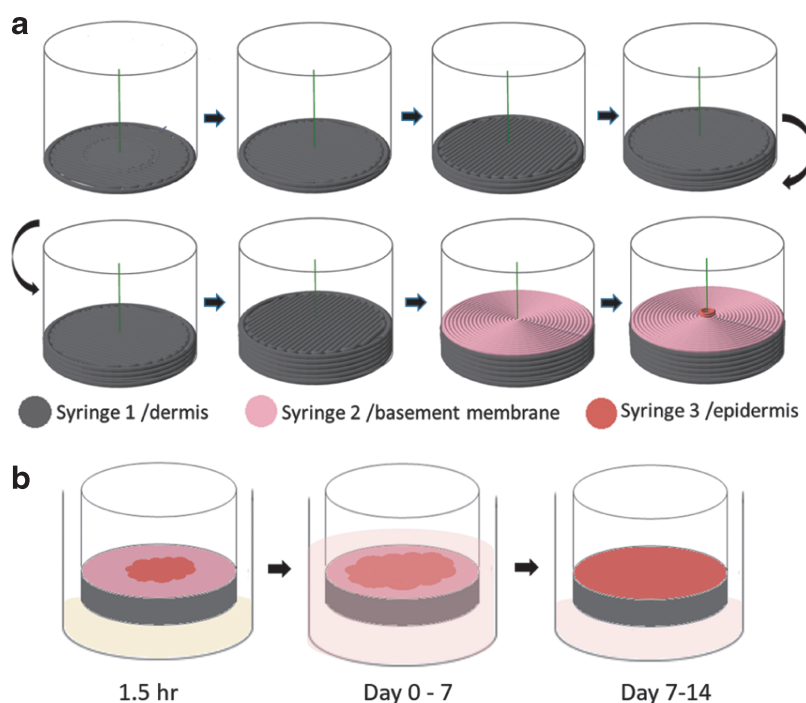 a
Syringe 1 /dermis
Syringe 2 /basement membrane
Syringe 3 /epidermis
b
1.5 hr
Day 0 - 7
Day 7-14